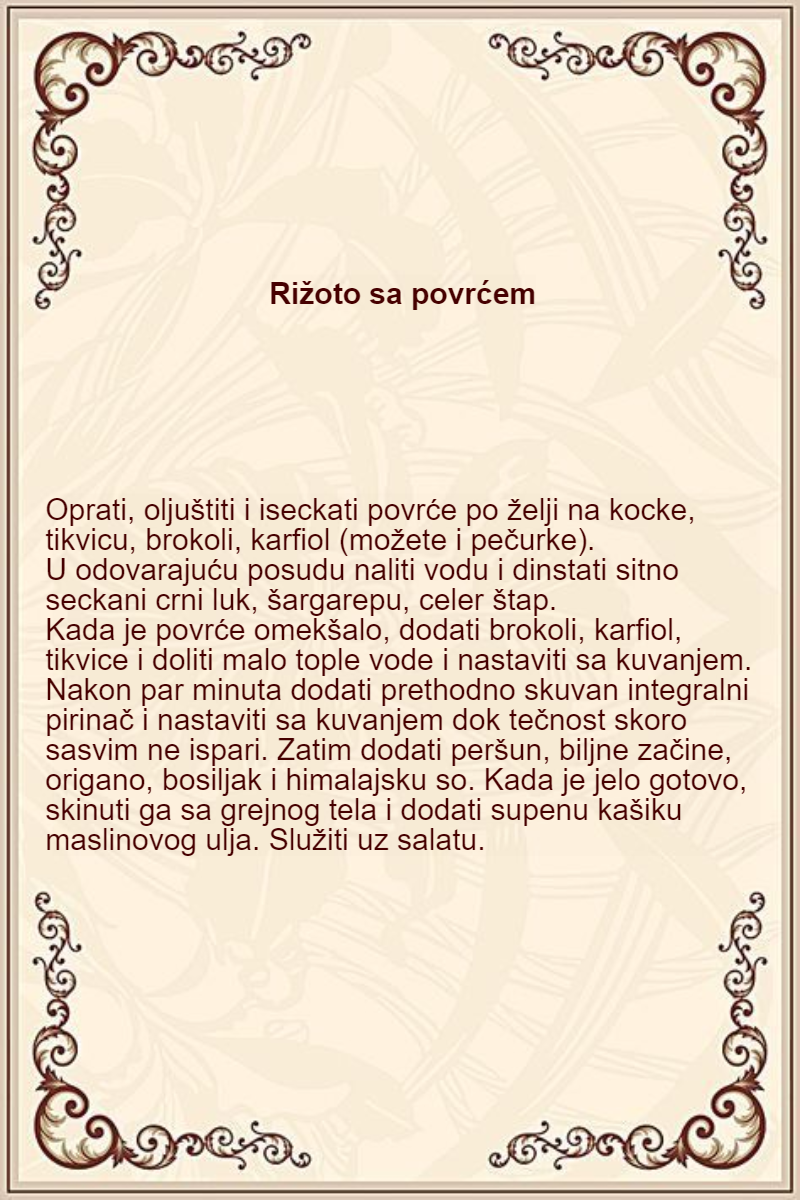 Rižoto sa povrćem
Oprati, oljuštiti i iseckati povrće po želji na kocke,
tikvicu, brokoli, karfiol (možete i pečurke).
U odovarajuću posudu naliti vodu i dinstati sitno
seckani crni luk, šargarepu, celer štap.
Kada je povrće omekšalo, dodati brokoli, karfiol,
tikvice i doliti malo tople vode i nastaviti sa kuvanjem.
Nakon par minuta dodati prethodno skuvan integralni
pirinač i nastaviti sa kuvanjem dok tečnost skoro
sasvim ne ispari. Zatim dodati peršun, biljne začine,
origano, bosiljak i himalajsku so. Kada je jelo gotovo,
skinuti ga sa grejnog tela i dodati supenu kašiku
maslinovog ulja. Služiti uz salatu.